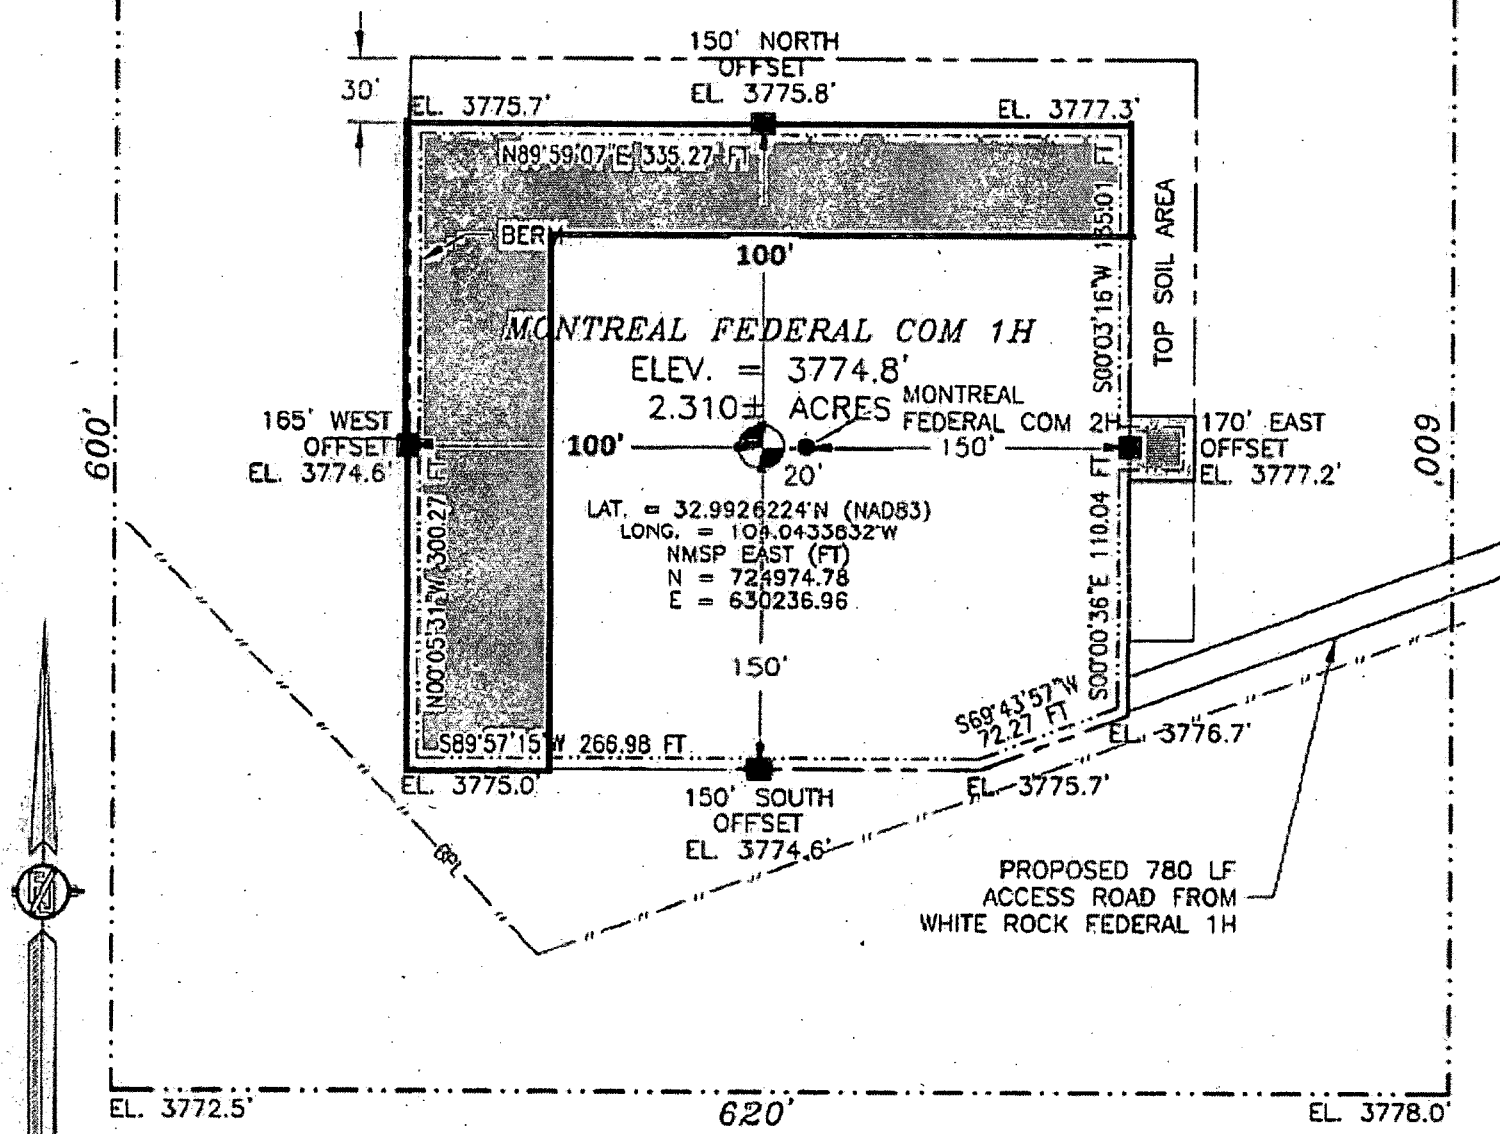 150' NORTH
OFFSET
EL. 3775.8'
30'
EL. 3775.7'
EL. 3777.3'
N89°59'07"E 335.27 FT
BERM
100'
S00°03'16"W 135.01 FT
TOP SOIL AREA
MONTREAL FEDERAL COM 1H
ELEV. = 3774.8'
2.310± ACRES
MONTREAL
FEDERAL COM 2H
600'
165' WEST
OFFSET
EL. 3774.6'
100'
150'
20'
170' EAST
OFFSET
EL. 3777.2'
600'
LAT. = 32.9926224°N (NAD83)
LONG. = 104.0433832°W
NMSP EAST (FT)
N = 724974.78
E = 630236.96
N00°05'31"W 300.27 FT
S00°00'36"E 110.04 FT
150'
S69°43'57"W
72.27 FT
S89°57'15"W 266.98 FT
EL. 3776.7'
EL. 3775.0'
EL. 3775.7'
150' SOUTH
OFFSET
EL. 3774.6'
PROPOSED 780 LF
ACCESS ROAD FROM
WHITE ROCK FEDERAL 1H
EL. 3772.5'
620'
EL. 3778.0'